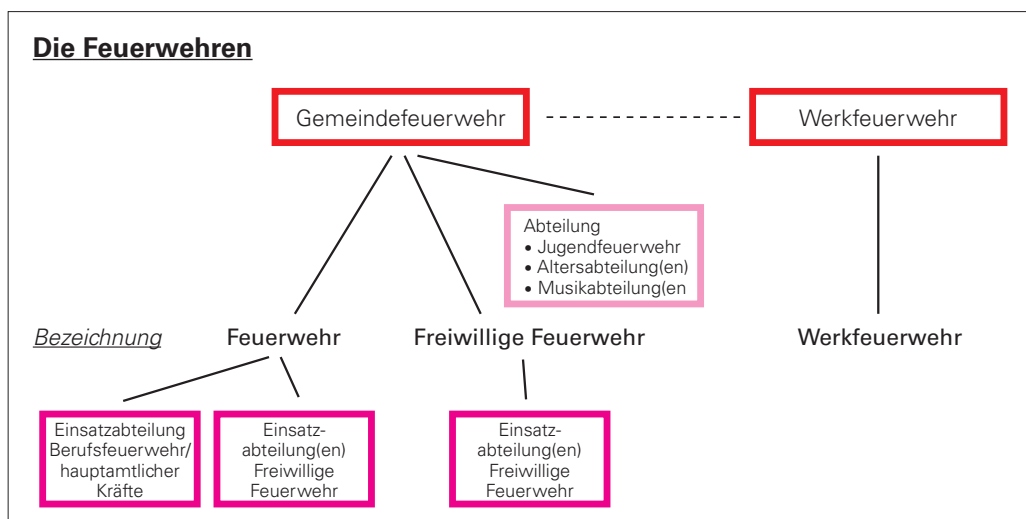 Die Feuerwehren
Gemeindefeuerwehr
Werkfeuerwehr
Abteilung
• Jugendfeuerwehr
• Altersabteilung(en)
• Musikabteilung(en
Bezeichnung
Feuerwehr
Freiwillige Feuerwehr
Werkfeuerwehr
Einsatzabteilung
Berufsfeuerwehr/
hauptamtlicher
Kräfte
Einsatz-
abteilung(en)
Freiwillige
Feuerwehr
Einsatz-
abteilung(en)
Freiwillige
Feuerwehr